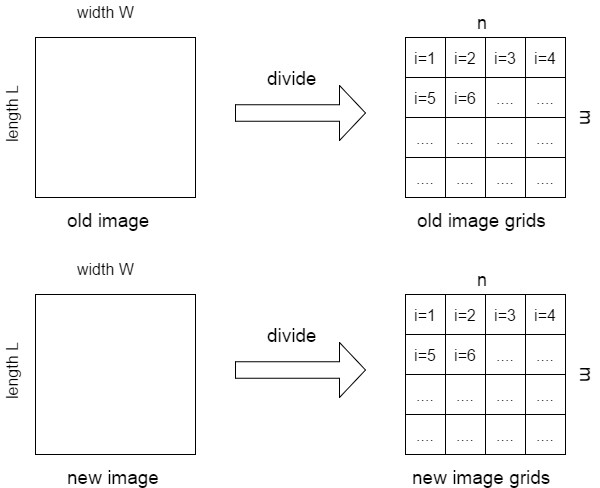 width W
length L
divide
n
i=1 i=2 i=3 i=4
i=5 i=6 .... ....
.... .... .... ....
.... .... .... ....
m
old image
old image grids
width W
length L
divide
n
i=1 i=2 i=3 i=4
i=5 i=6 .... ....
.... .... .... ....
.... .... .... ....
m
new image
new image grids